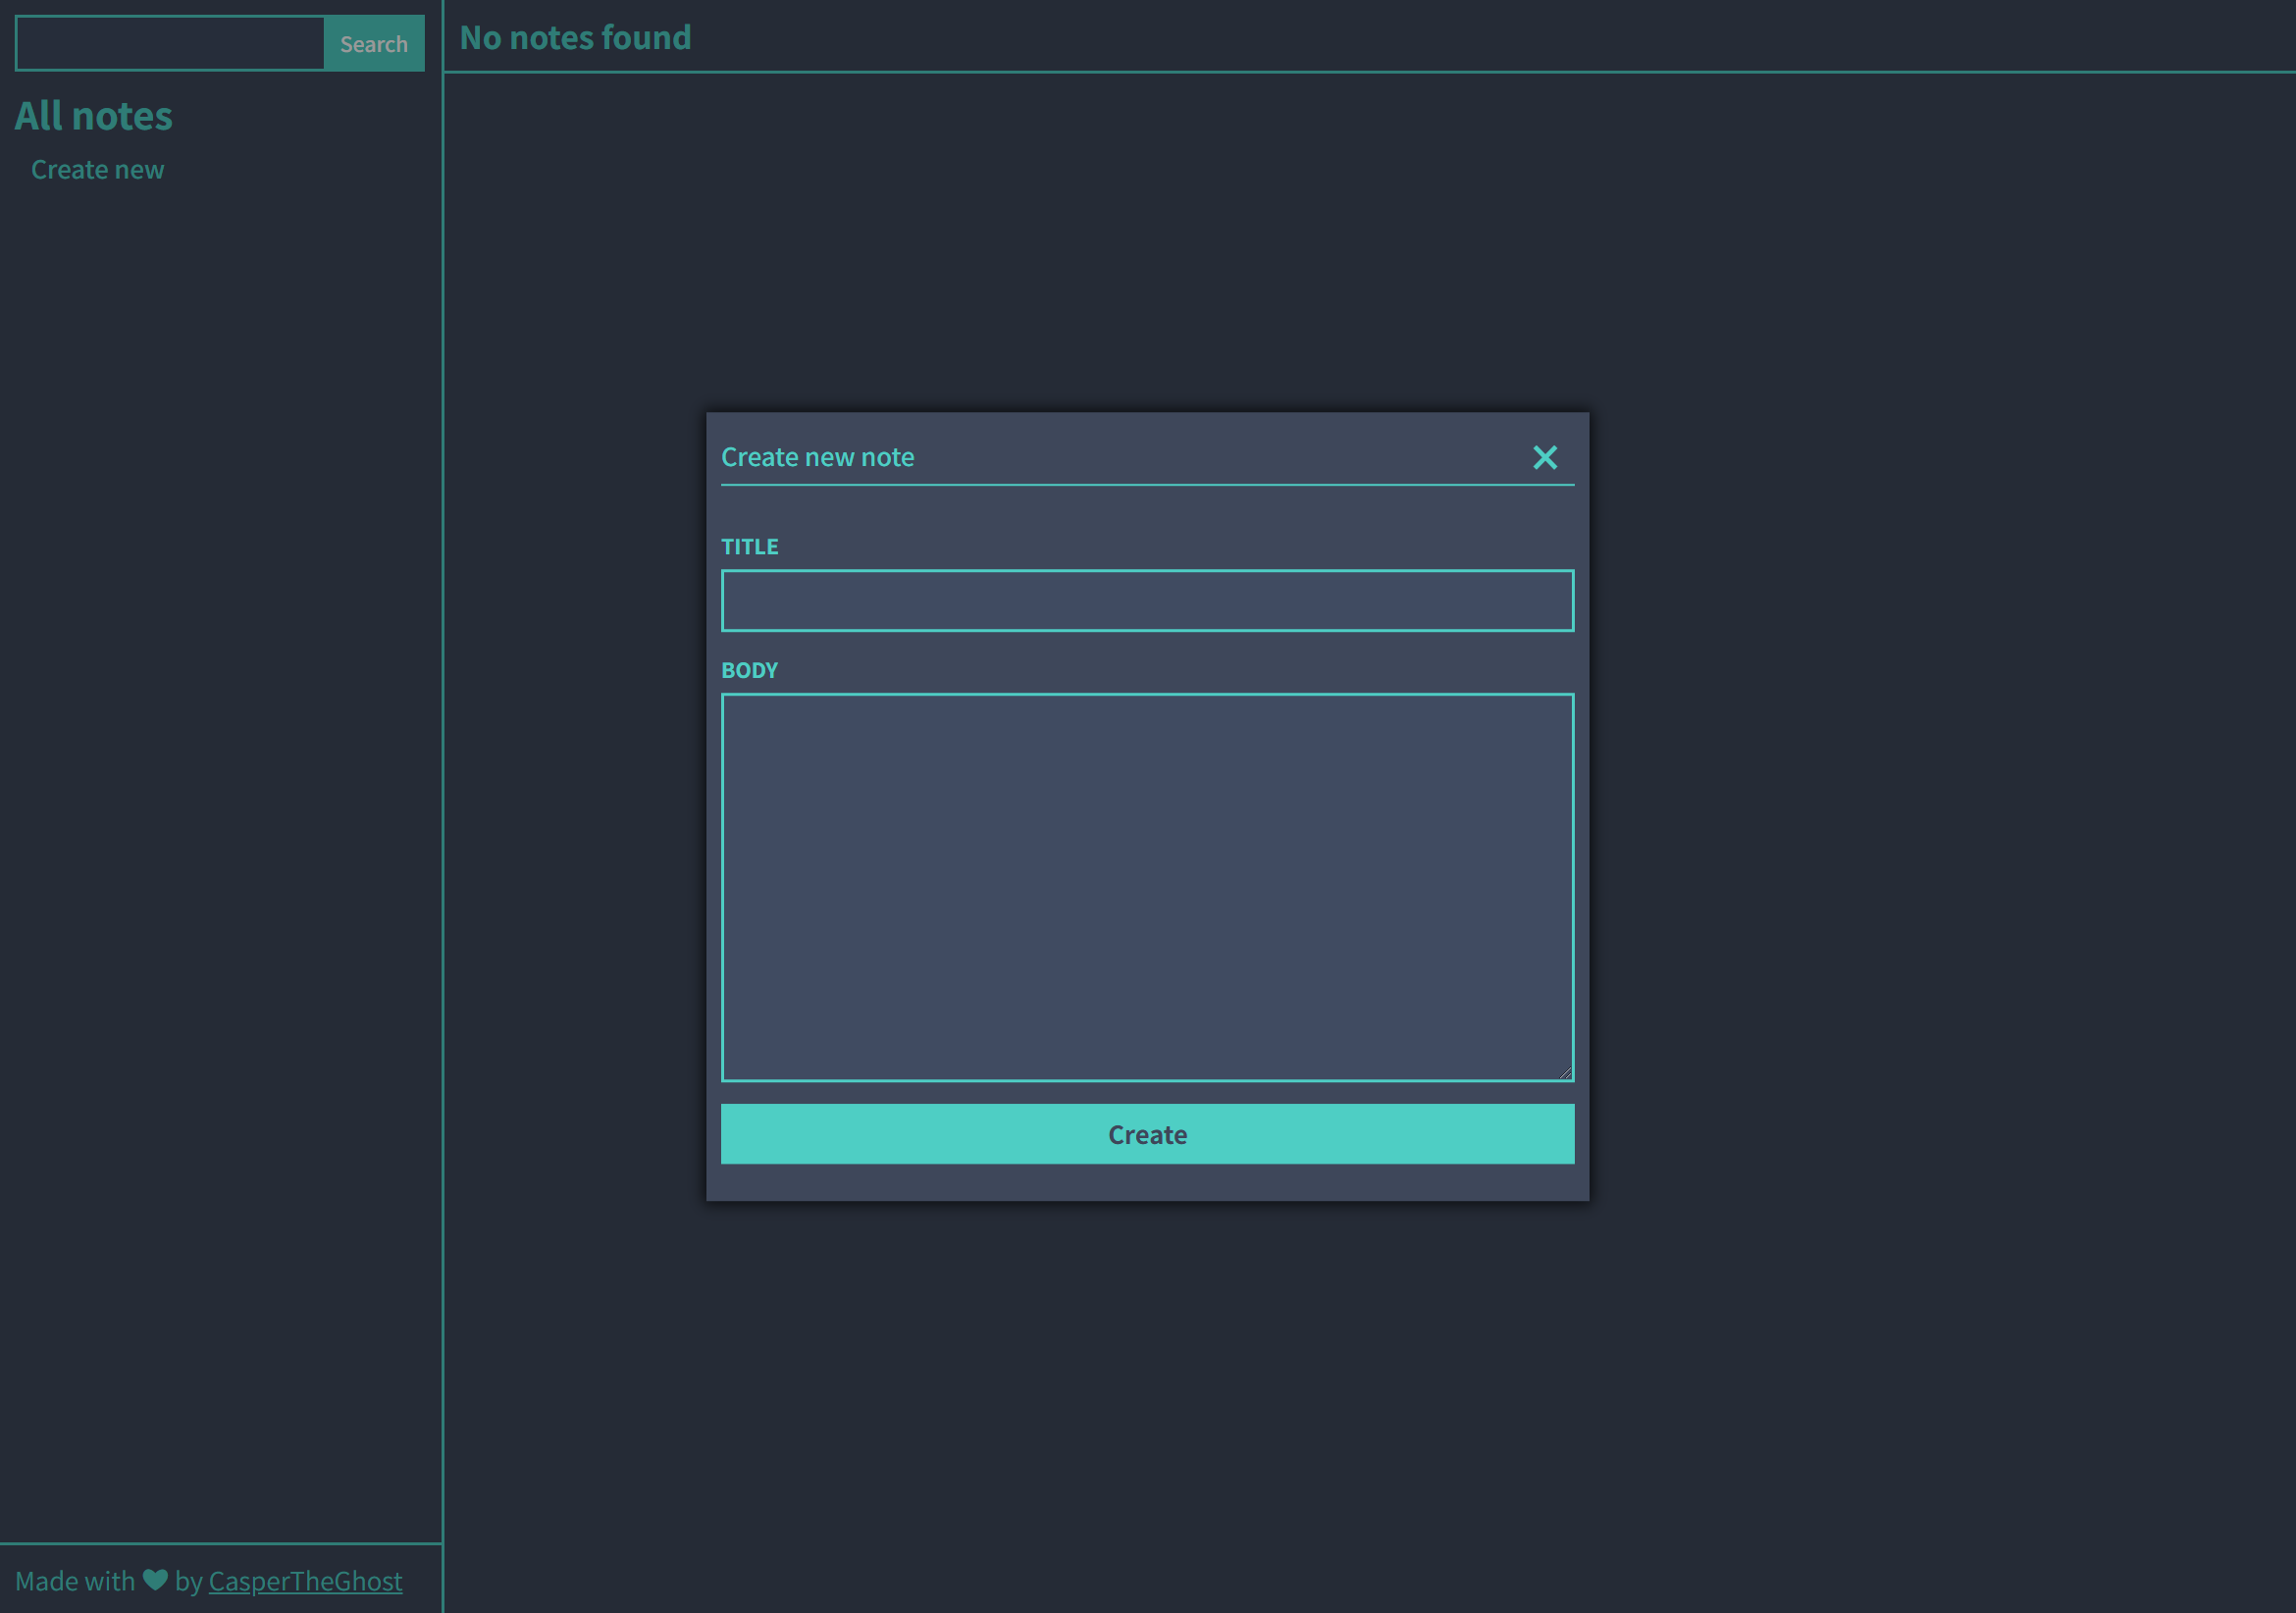 Search
All notes
Create new
No notes found
Create new note
TITLE
BODY
Create
Made with ♥ by CasperTheGhost